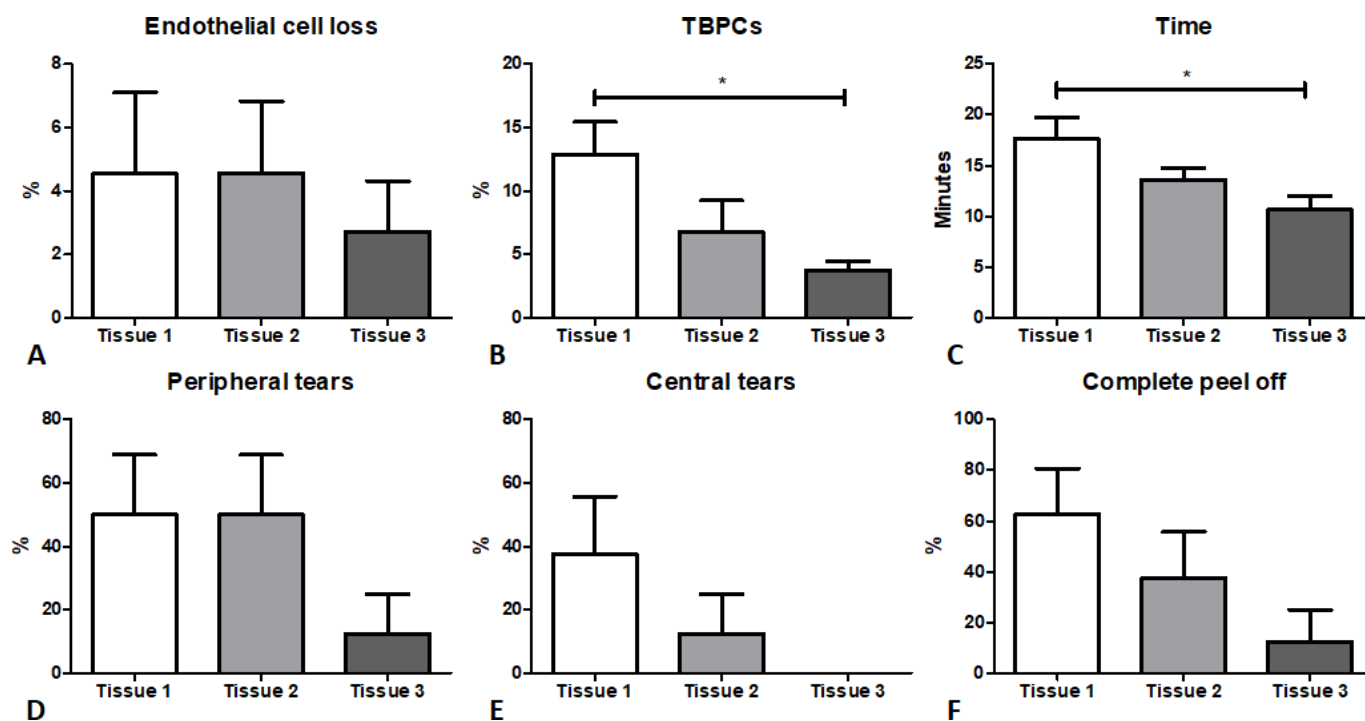 Endothelial cell loss
8
6
4
2
0
%
Tissue 1 Tissue 2 Tissue 3
A
TBPCs
20
15
10
5
0
%
*
Tissue 1 Tissue 2 Tissue 3
B
Time
25
20
15
10
5
0
Minutes
*
Tissue 1 Tissue 2 Tissue 3
C
Peripheral tears
80
60
40
20
0
%
Tissue 1 Tissue 2 Tissue 3
D
Central tears
80
60
40
20
0
%
Tissue 1 Tissue 2 Tissue 3
E
Complete peel off
100
80
60
40
20
0
%
Tissue 1 Tissue 2 Tissue 3
F